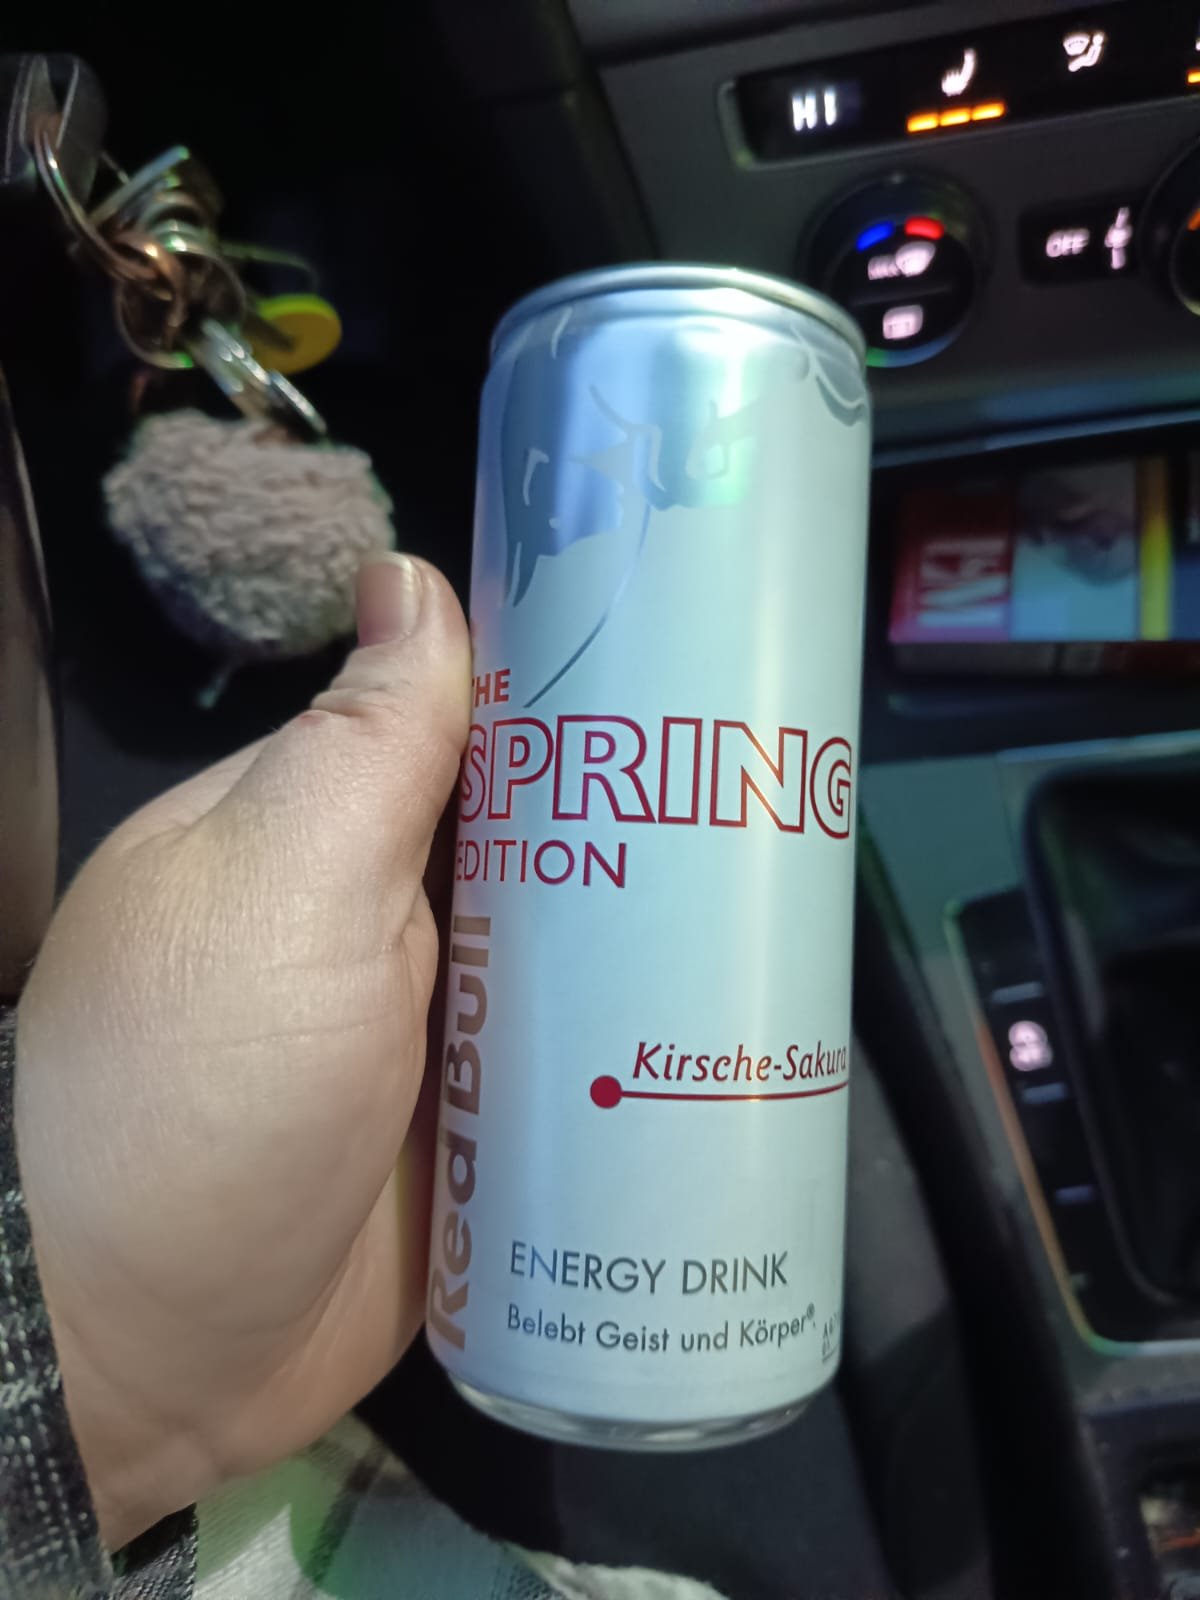 HI
OFF
THE
SPRING
EDITION
Red Bull
Kirsche-Sakura
ENERGY DRINK
Belebt Geist und Körper®.